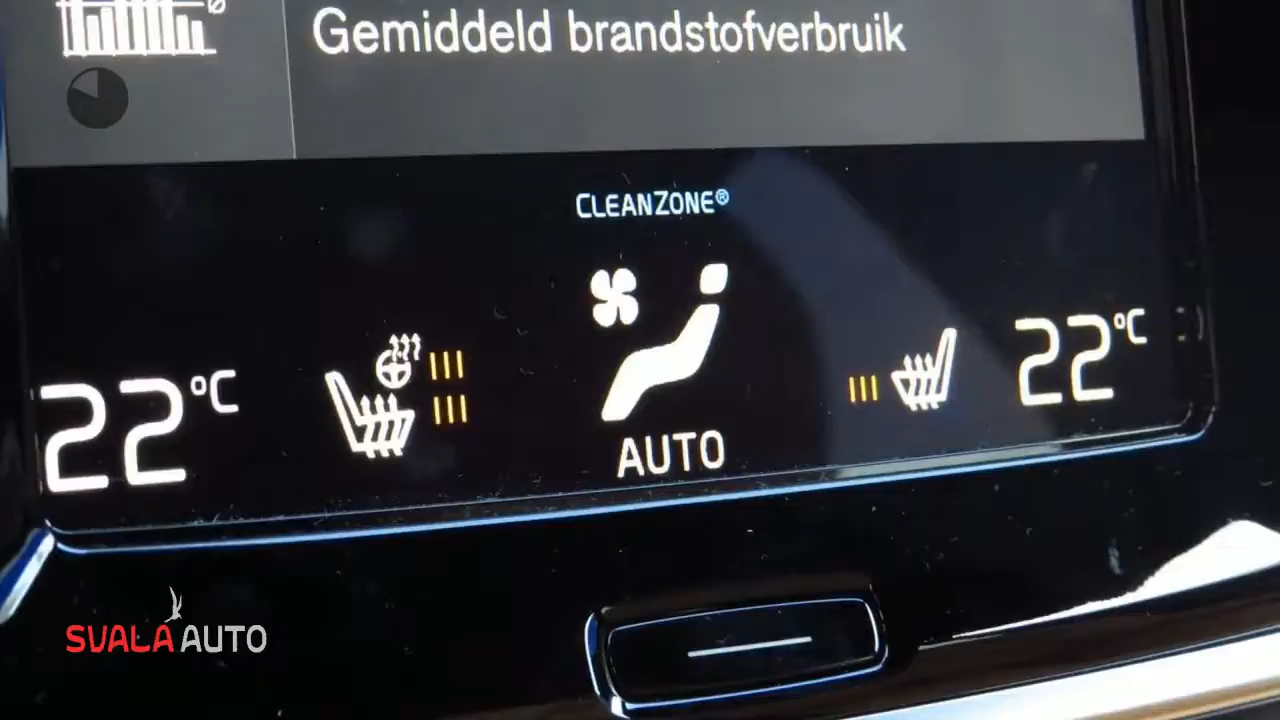 Ø
Gemiddeld brandstofverbruik
CLEANZONE®
22°C
22°C
AUTO
SVALA AUTO